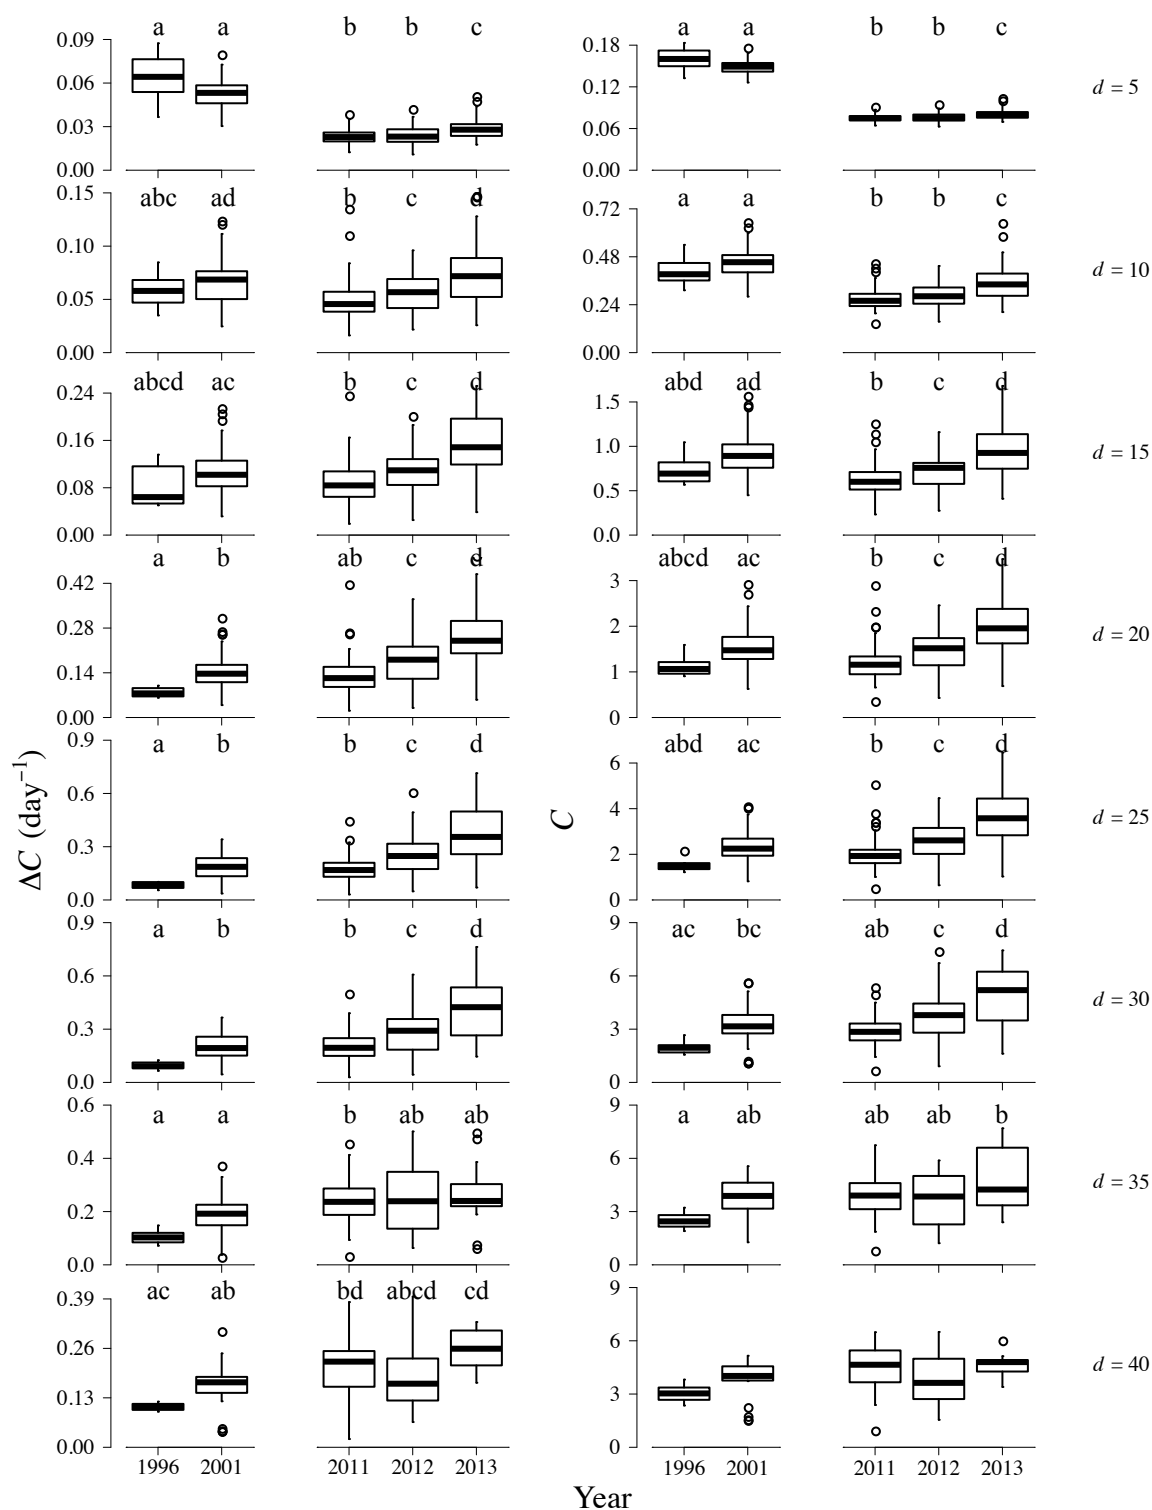 a a b b c a a b b c
0.09 0.06 0.03 0.00 0.18 0.12 0.06 0.00 d = 5
abc ad b c d a a b b c
0.15 0.10 0.05 0.00 0.72 0.48 0.24 0.00 d = 10
abcd ac b c d abd ad b c d
0.24 0.16 0.08 0.00 1.5 1.0 0.5 0.0 d = 15
a b ab c d abcd ac b c d
0.42 0.28 0.14 0.00 3 2 1 0 d = 20
a b b c d abd ac b c d
0.9 0.6 0.3 0.0 6 4 2 0 d = 25
a b b c d ac bc ab c d
0.9 0.6 0.3 0.0 9 6 3 0 d = 30
a a b ab ab a ab ab ab b
0.6 0.4 0.2 0.0 9 6 3 0 d = 35
ac ab bd abcd cd
0.39 0.26 0.13 0.00 9 6 3 0 d = 40
ΔC (day⁻¹)
C
1996 2001 2011 2012 2013 1996 2001 2011 2012 2013
Year